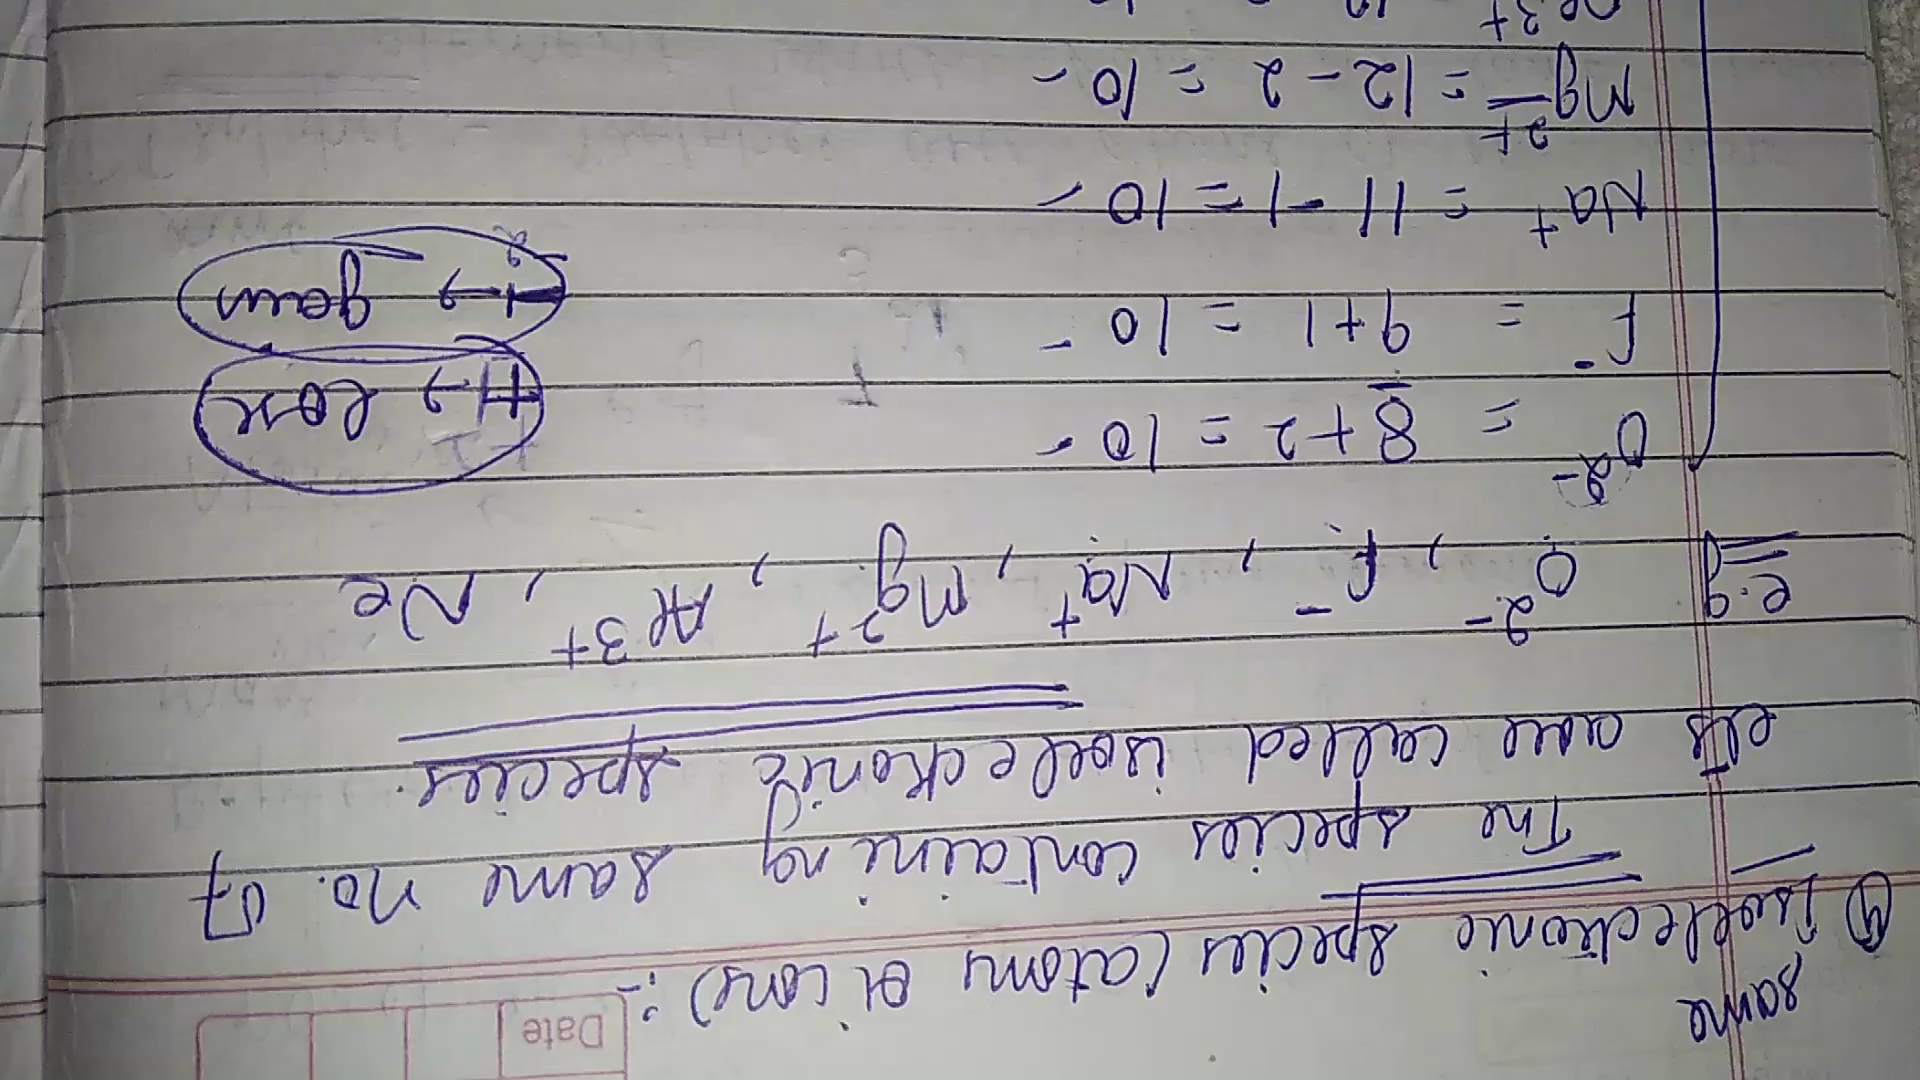 Date
same
④ Isoelectronic species (atoms or ions) :-
The species containing same no. of
e⁻s are called isoelectronic species.
e.g O²⁻, F⁻, Na⁺, Mg²⁺, Al³⁺, Ne
O²⁻ = 8+2 = 10
F⁻ = 9+1 = 10
+ → lose
- → gain
Na⁺ = 11-1 = 10
Mg²⁺ = 12-2 = 10